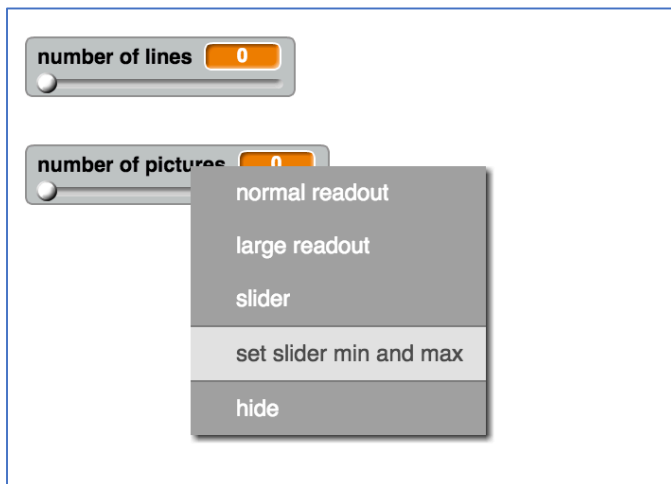 number of lines 0
number of pictures 0
normal readout
large readout
slider
set slider min and max
hide